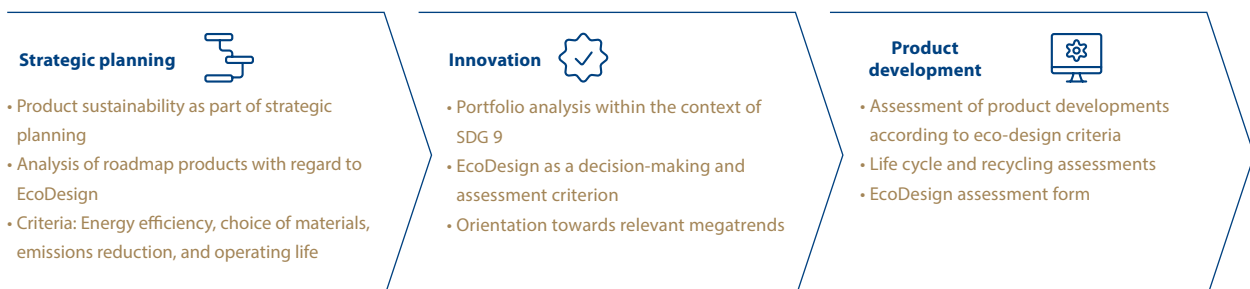 Strategic planning
• Product sustainability as part of strategic
planning
• Analysis of roadmap products with regard to
EcoDesign
• Criteria: Energy efficiency, choice of materials,
emissions reduction, and operating life
Innovation
• Portfolio analysis within the context of
SDG 9
• EcoDesign as a decision-making and
assessment criterion
• Orientation towards relevant megatrends
Product
development
• Assessment of product developments
according to eco-design criteria
• Life cycle and recycling assessments
• EcoDesign assessment form